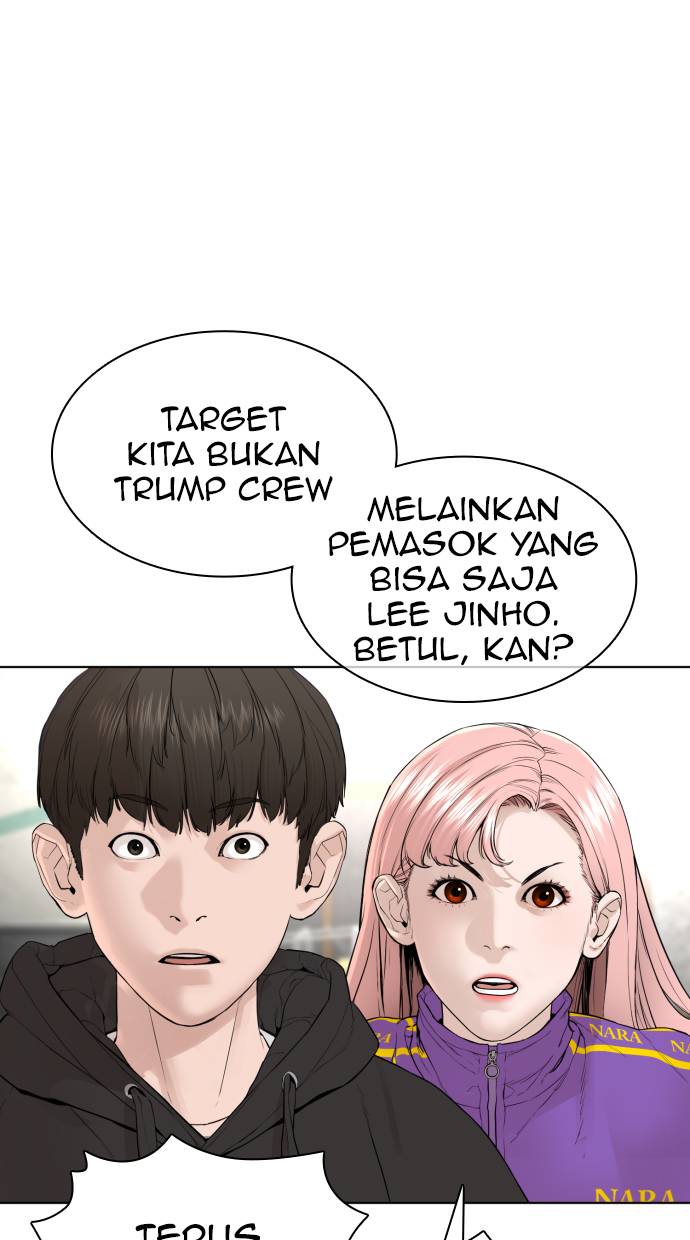 TARGET
KITA BUKAN
TRUMP CREW
MELAINKAN
PEMASOK YANG
BISA SAJA
LEE JINHO.
BETUL, KAN?
NARA
NARA
NARA
TERUS